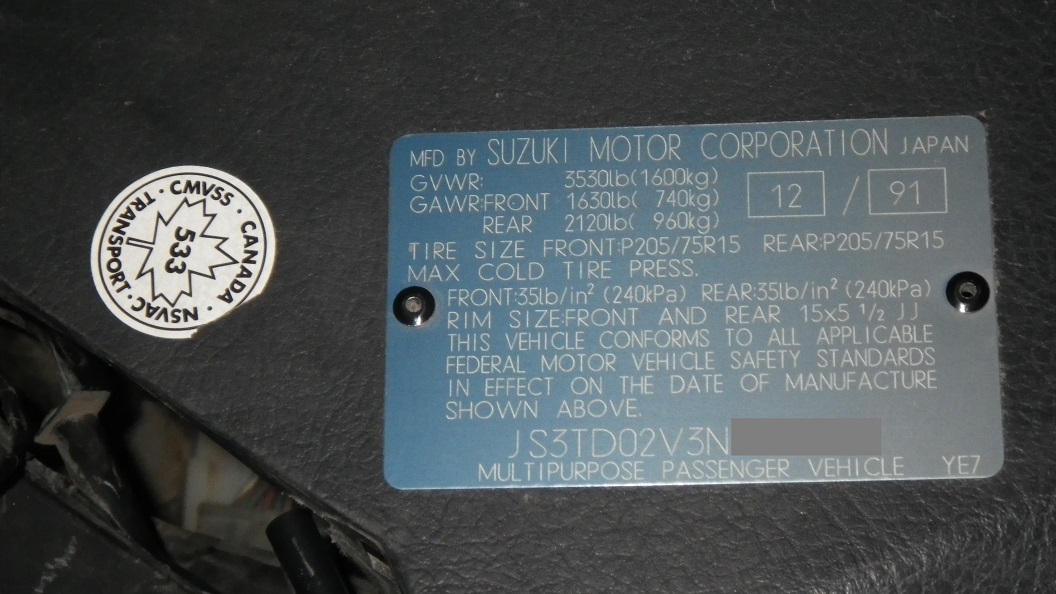 CMVSS · CANADA · NSVAC · TRANSPORT ·
533
MFD BY SUZUKI MOTOR CORPORATION JAPAN
GVWR: 3530lb(1600kg)
GAWR:FRONT 1630lb( 740kg) 12 / 91
REAR 2120lb( 960kg)
TIRE SIZE FRONT:P205/75R15 REAR:P205/75R15
MAX COLD TIRE PRESS.
FRONT:35lb/in² (240kPa) REAR:35lb/in² (240kPa)
RIM SIZE:FRONT AND REAR 15x5 1/2 JJ
THIS VEHICLE CONFORMS TO ALL APPLICABLE
FEDERAL MOTOR VEHICLE SAFETY STANDARDS
IN EFFECT ON THE DATE OF MANUFACTURE
SHOWN ABOVE.
JS3TD02V3N
MULTIPURPOSE PASSENGER VEHICLE YE7